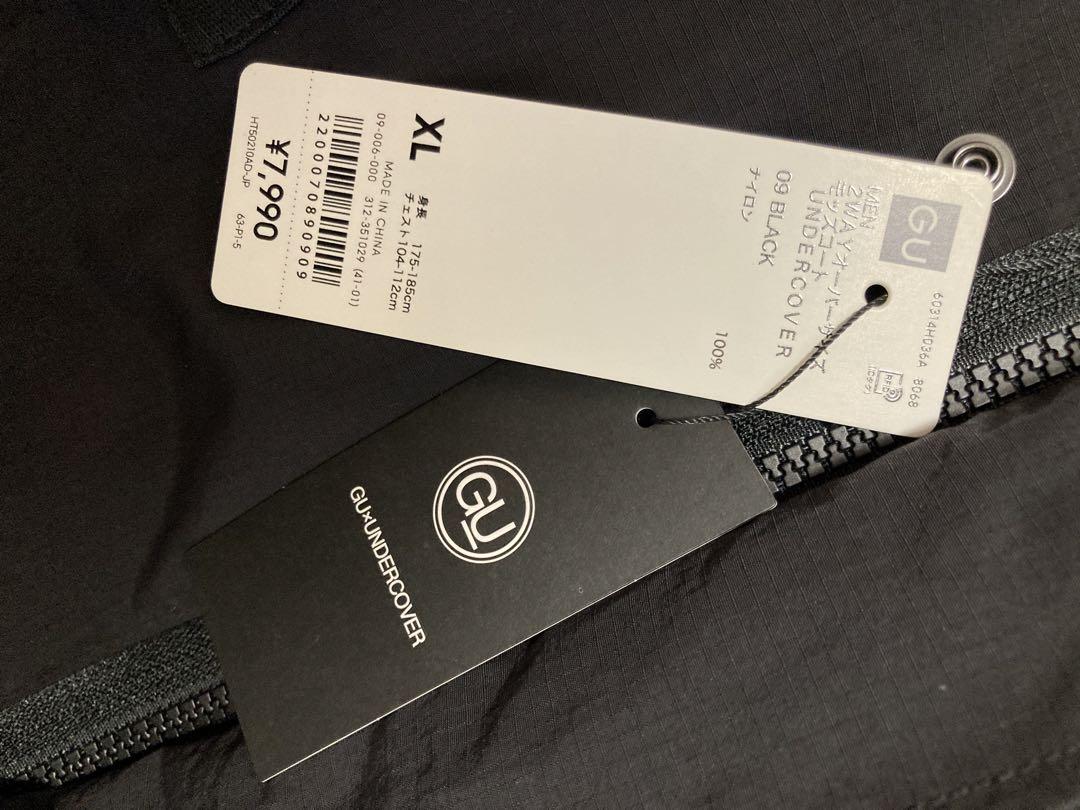 GU
60314H036A 8068
MEN
2WAYオーバーサイズ
モッズコート
UNDERCOVER
09 BLACK
ナイロン 100%
RFID
XL
身長 175-185cm
チェスト104-112cm
MADE IN CHINA
09-006-000 312-351029 (41-01)
2200070890909
¥7,990
HT50210AD-JP 63-P1-5
GU
GU×UNDERCOVER